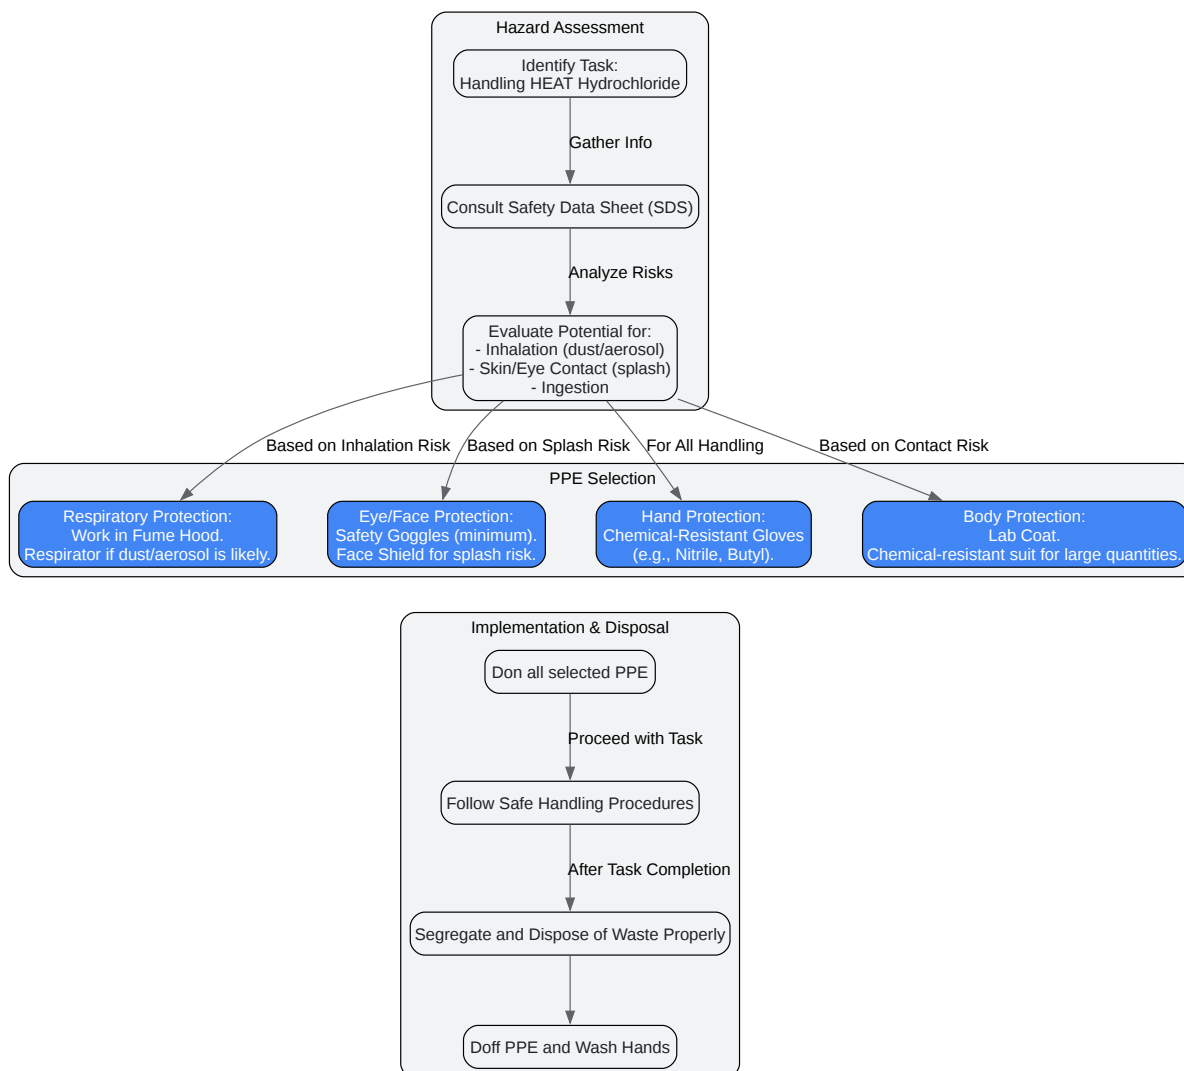 Hazard Assessment
Identify Task:
Handling HEAT Hydrochloride
Gather Info
Consult Safety Data Sheet (SDS)
Analyze Risks
Evaluate Potential for:
- Inhalation (dust/aerosol)
- Skin/Eye Contact (splash)
- Ingestion
Based on Inhalation Risk
Based on Splash Risk
For All Handling
Based on Contact Risk
PPE Selection
Respiratory Protection:
Work in Fume Hood.
Respirator if dust/aerosol is likely.
Eye/Face Protection:
Safety Goggles (minimum).
Face Shield for splash risk.
Hand Protection:
Chemical-Resistant Gloves
(e.g., Nitrile, Butyl).
Body Protection:
Lab Coat.
Chemical-resistant suit for large quantities.
Implementation & Disposal
Don all selected PPE
Proceed with Task
Follow Safe Handling Procedures
After Task Completion
Segregate and Dispose of Waste Properly
Doff PPE and Wash Hands